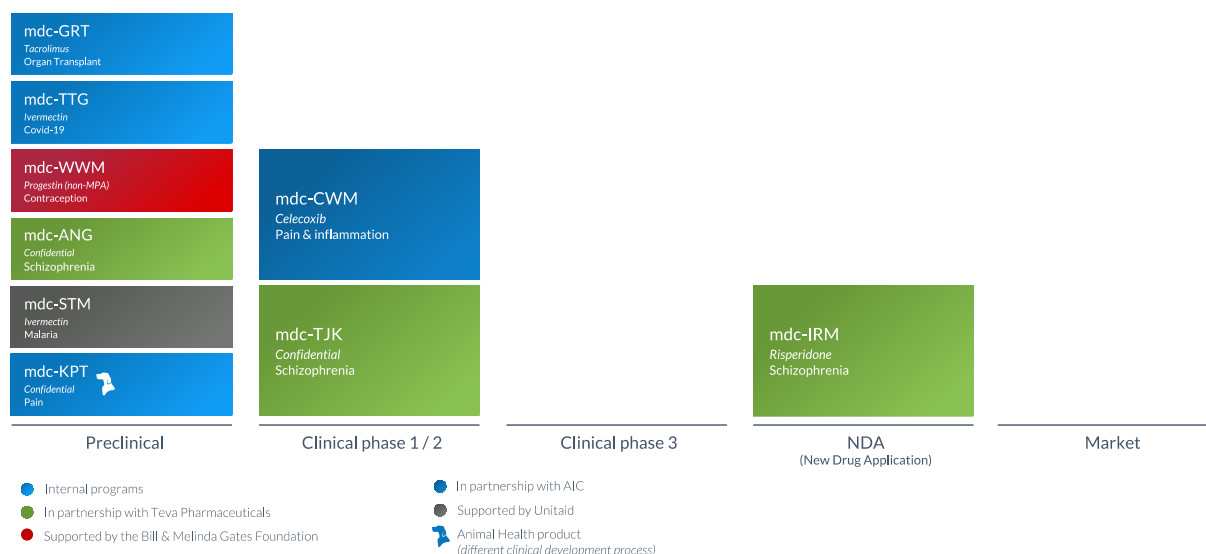 mdc-GRT
Tacrolimus
Organ Transplant
mdc-TTG
Ivermectin
Covid-19
mdc-WWM
Progestin (non-MPA)
Contraception
mdc-ANG
Confidential
Schizophrenia
mdc-STM
Ivermectin
Malaria
mdc-KPT
Confidential
Pain
mdc-CWM
Celecoxib
Pain & inflammation
mdc-TJK
Confidential
Schizophrenia
mdc-IRM
Risperidone
Schizophrenia
Preclinical
Clinical phase 1 / 2
Clinical phase 3
NDA
(New Drug Application)
Market
Internal programs
In partnership with Teva Pharmaceuticals
Supported by the Bill & Melinda Gates Foundation
In partnership with AIC
Supported by Unitaid
Animal Health product
(different clinical development process)